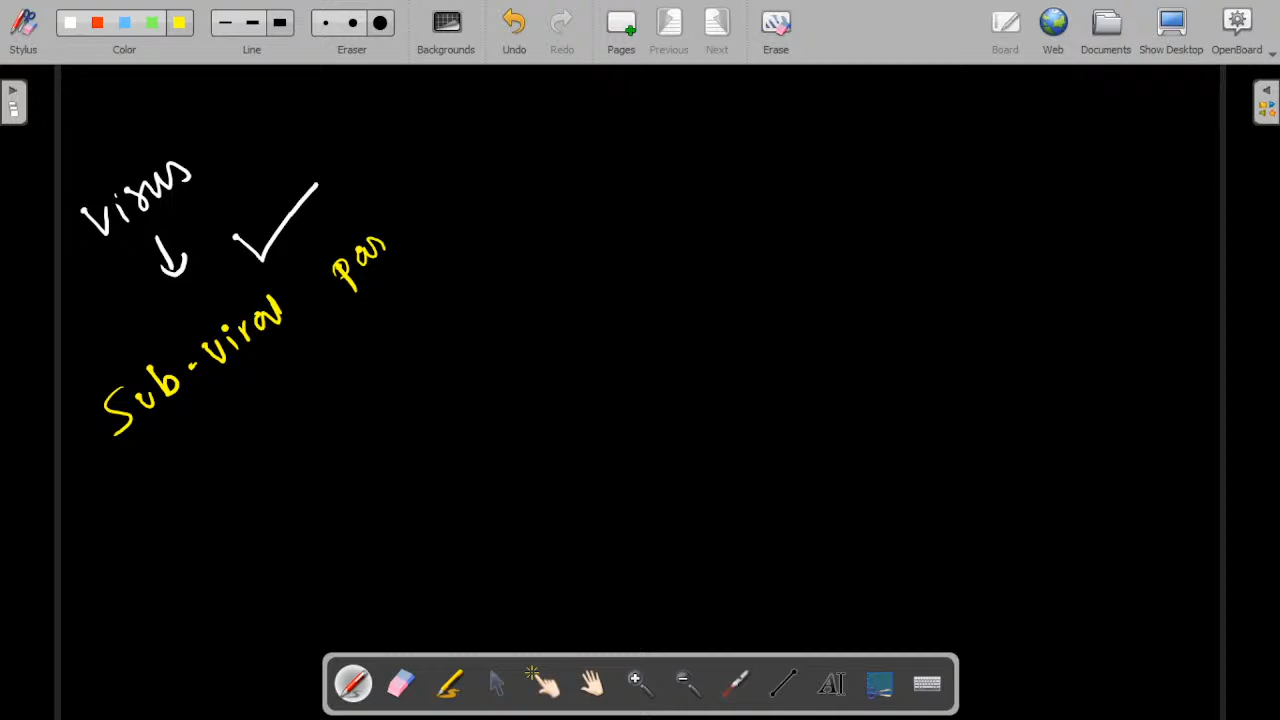 Stylus
Color
Line
Eraser
Backgrounds
Undo
Redo
Pages
Previous
Next
Erase
Board
Web
Documents
Show Desktop
OpenBoard
Virus
Sub-Viral par
AI